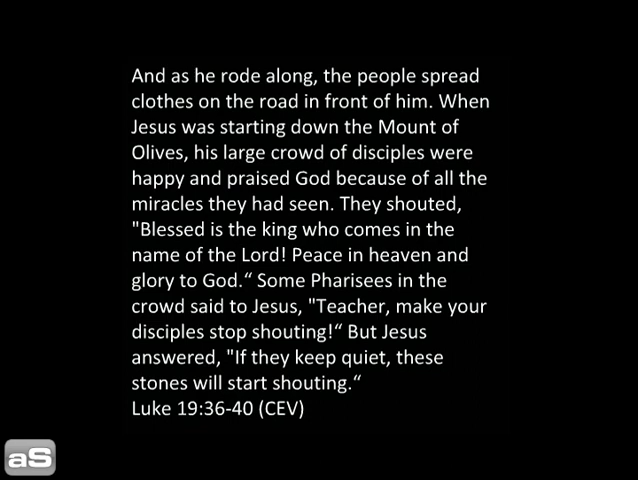 And as he rode along, the people spread
clothes on the road in front of him. When
Jesus was starting down the Mount of
Olives, his large crowd of disciples were
happy and praised God because of all the
miracles they had seen. They shouted,
"Blessed is the king who comes in the
name of the Lord! Peace in heaven and
glory to God.“ Some Pharisees in the
crowd said to Jesus, "Teacher, make your
disciples stop shouting!“ But Jesus
answered, "If they keep quiet, these
stones will start shouting.“
Luke 19:36-40 (CEV)
aS